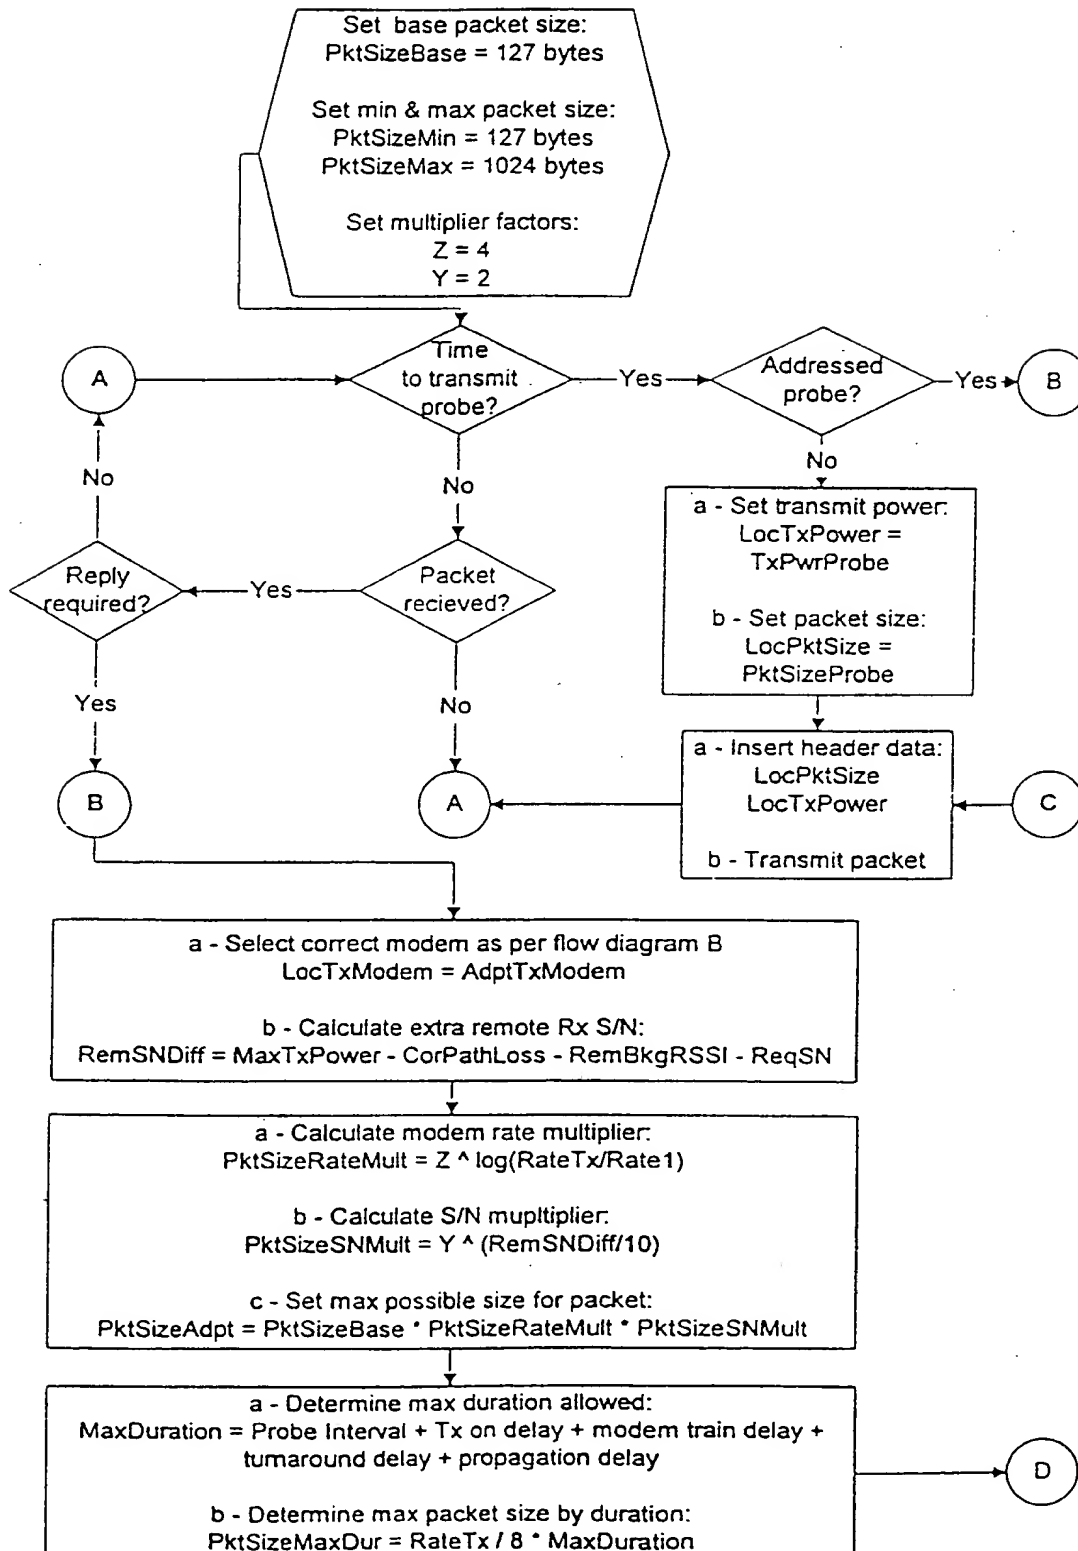 Set base packet size:
PktSizeBase = 127 bytes
Set min & max packet size:
PktSizeMin = 127 bytes
PktSizeMax = 1024 bytes
Set multiplier factors:
Z = 4
Y = 2
A
Time
to transmit
probe?
Yes
Addressed
probe?
Yes
B
No
No
No
a - Set transmit power:
LocTxPower =
TxPwrProbe
b - Set packet size:
LocPktSize =
PktSizeProbe
Reply
required?
Yes
Packet
recieved?
Yes
No
B
A
a - Insert header data:
LocPktSize
LocTxPower
b - Transmit packet
C
a - Select correct modem as per flow diagram B
LocTxModem = AdptTxModem
b - Calculate extra remote Rx S/N:
RemSNDiff = MaxTxPower - CorPathLoss - RemBkgRSSI - ReqSN
a - Calculate modem rate multiplier:
PktSizeRateMult = Z ^ log(RateTx/Rate1)
b - Calculate S/N mupltiplier:
PktSizeSNMult = Y ^ (RemSNDiff/10)
c - Set max possible size for packet:
PktSizeAdpt = PktSizeBase * PktSizeRateMult * PktSizeSNMult
a - Determine max duration allowed:
MaxDuration = Probe Interval + Tx on delay + modem train delay +
turnaround delay + propagation delay
b - Determine max packet size by duration:
PktSizeMaxDur = RateTx / 8 * MaxDuration
D